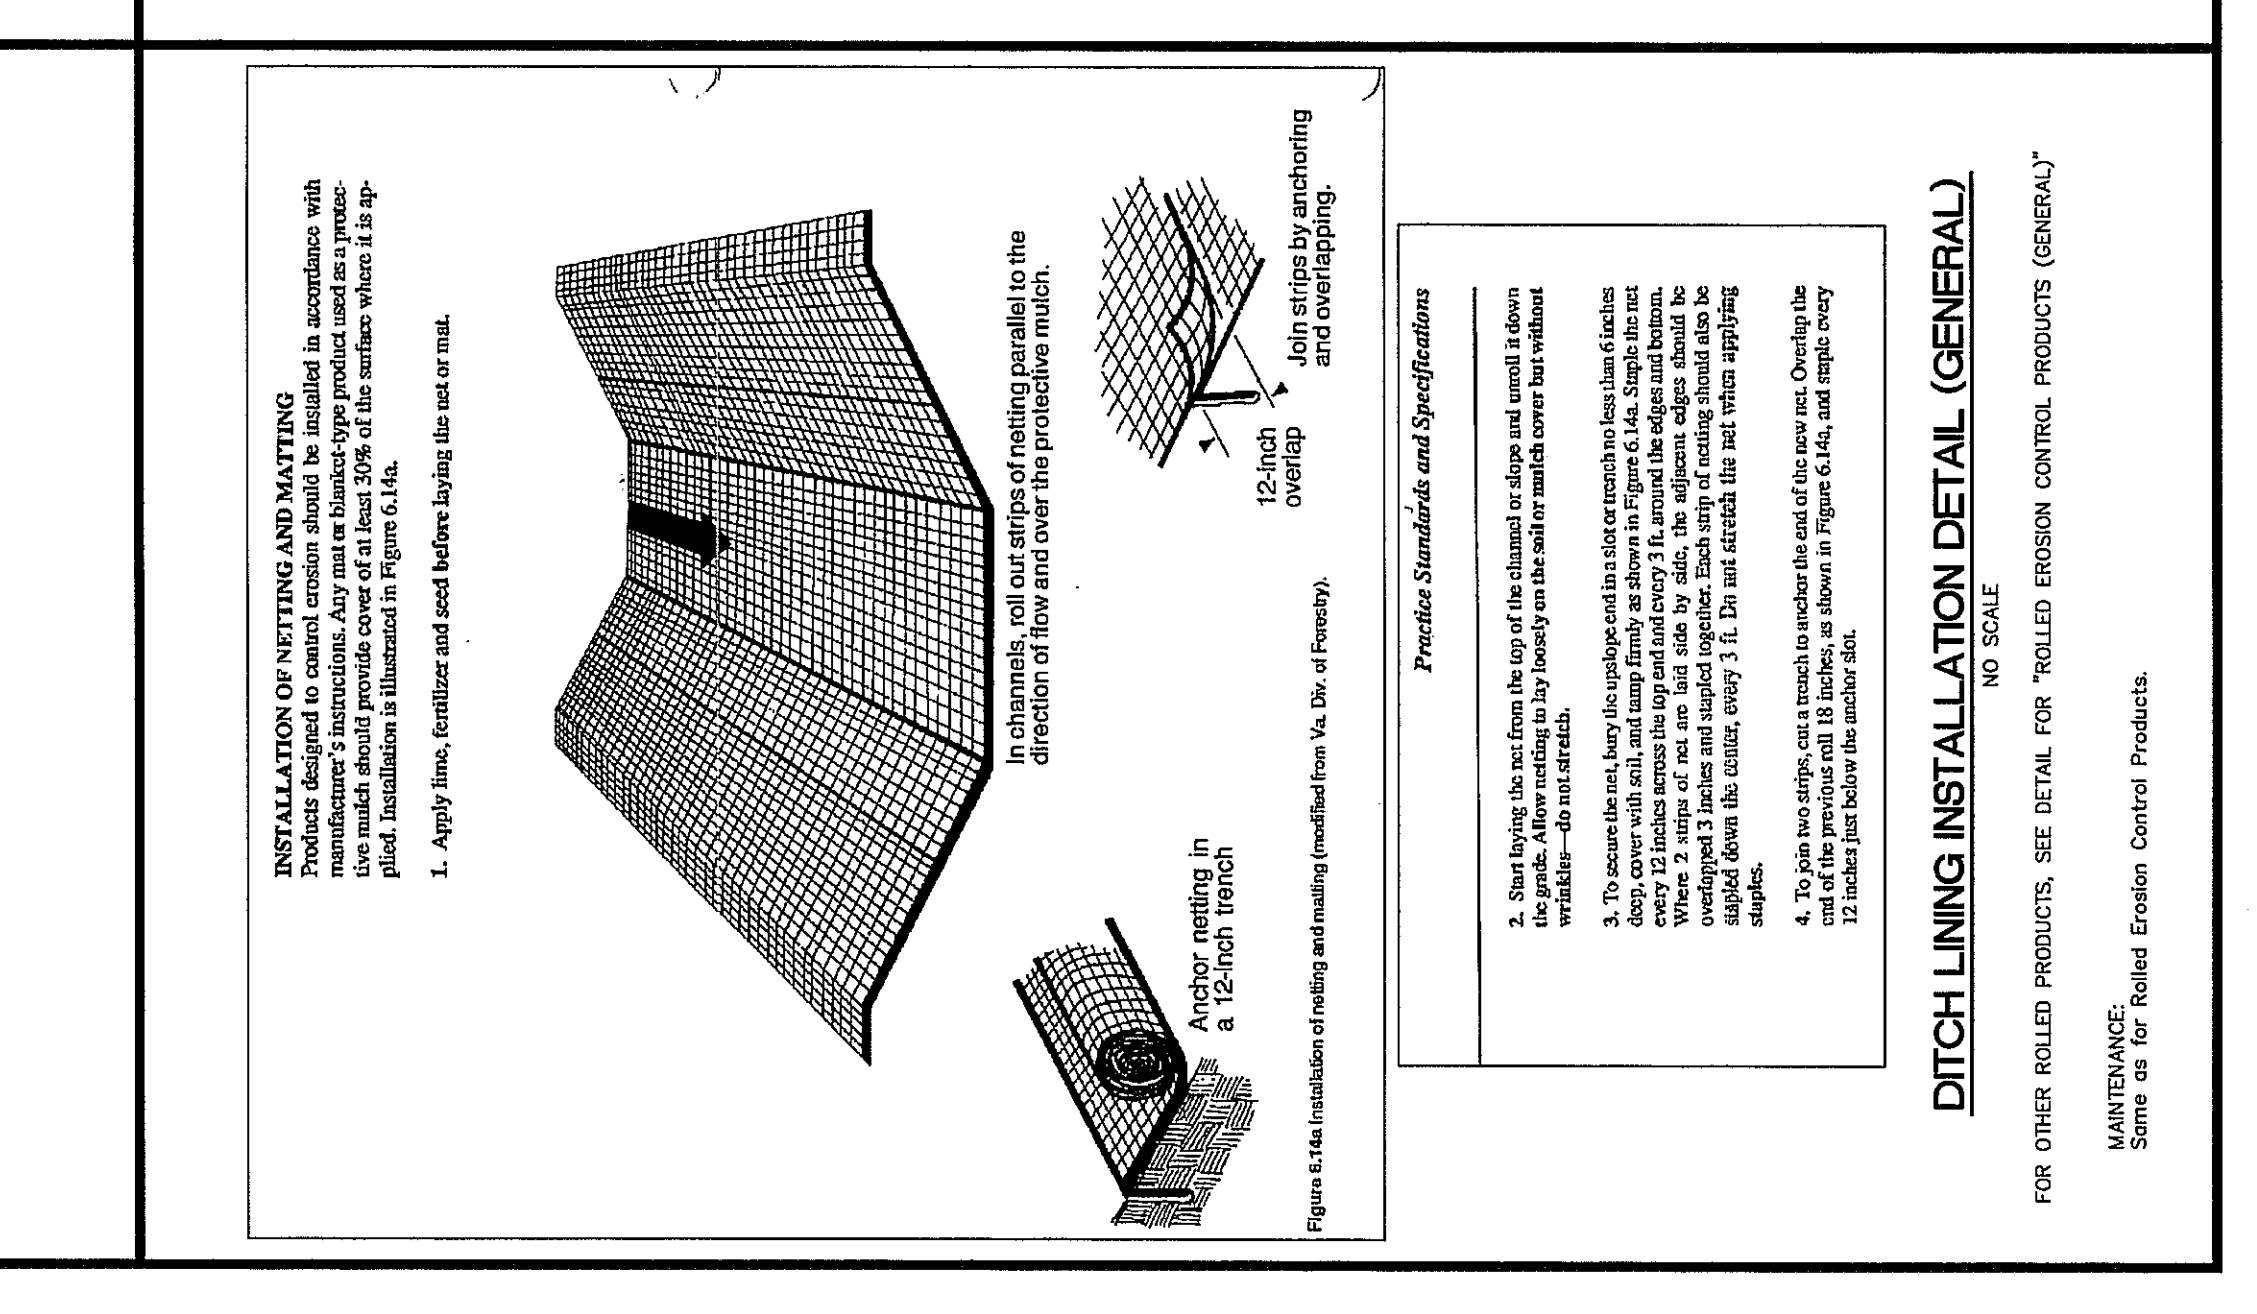 INSTALLATION OF NETTING AND MATTING
Products designed to control erosion should be installed in accordance with
manufacturer's instructions. Any mat or blanket-type product used as a protec-
tive mulch should provide cover of at least 30% of the surface where it is ap-
plied. Installation is illustrated in Figure 6.14a.
1. Apply lime, fertilizer and seed before laying the net or mat.
In channels, roll out strips of netting parallel to the
direction of flow and over the protective mulch.
Anchor netting in
a 12-inch trench
12-inch
overlap
Join strips by anchoring
and overlapping.
Figure 6.14a Installation of netting and matting (modified from Va. Div. of Forestry).
Practice Standards and Specifications
2. Start laying the net from the top of the channel or slope and unroll it down
the grade. Allow netting to lay loosely on the soil or mulch cover but without
wrinkles—do not stretch.
3. To secure the net, bury the upslope end in a slot or trench no less than 6 inches
deep, cover with soil, and tamp firmly as shown in Figure 6.14a. Staple the net
every 12 inches across the top end and every 3 ft. around the edges and bottom.
Where 2 strips of net are laid side by side, the adjacent edges should be
overlapped 3 inches and stapled together. Each strip of netting should also be
stapled down the center, every 3 ft. Do not stretch the net when applying
staples.
4. To join two strips, cut a trench to anchor the end of the new net. Overlap the
end of the previous roll 18 inches, as shown in Figure 6.14a, and staple every
12 inches just below the anchor slot.
DITCH LINING INSTALLATION DETAIL (GENERAL)
NO SCALE
FOR OTHER ROLLED PRODUCTS, SEE DETAIL FOR "ROLLED EROSION CONTROL PRODUCTS (GENERAL)"
MAINTENANCE:
Same as for Rolled Erosion Control Products.